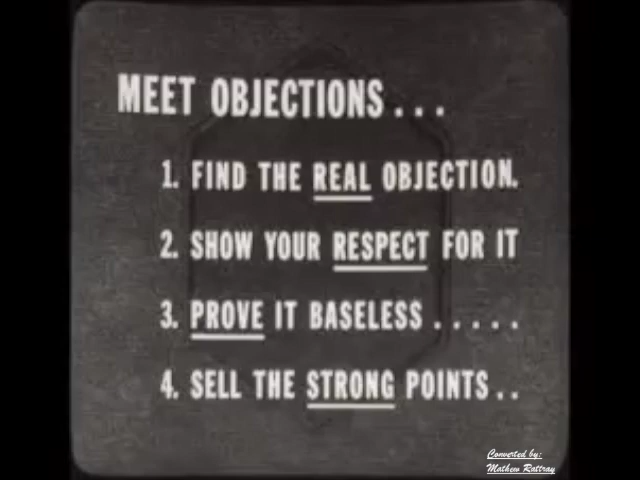 MEET OBJECTIONS...
1. FIND THE REAL OBJECTION.
2. SHOW YOUR RESPECT FOR IT
3. PROVE IT BASELESS.....
4. SELL THE STRONG POINTS..
Converted by:
Mathew Rattray